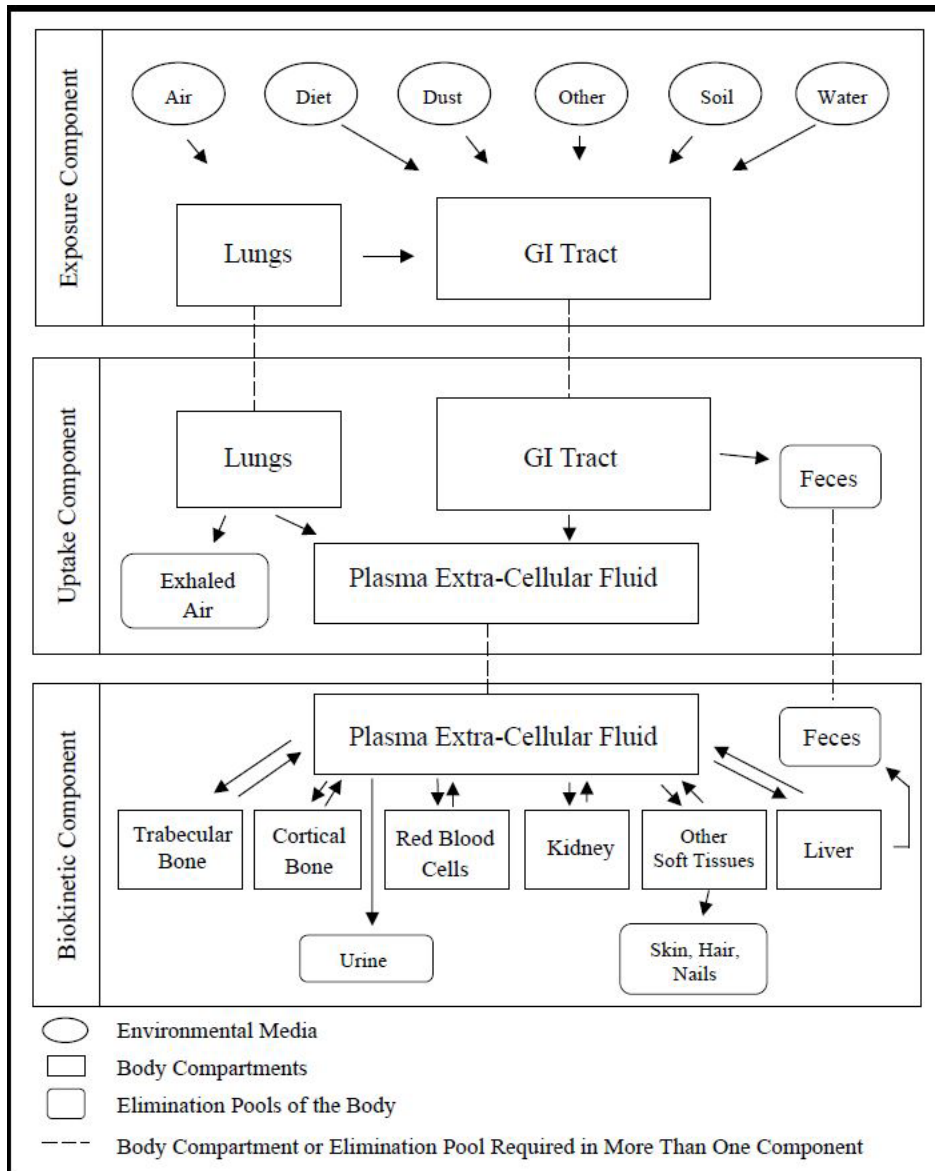 Exposure Component
Air
Diet
Dust
Other
Soil
Water
Lungs
GI Tract
Uptake Component
Lungs
GI Tract
Feces
Exhaled
Air
Plasma Extra-Cellular Fluid
Biokinetic Component
Plasma Extra-Cellular Fluid
Feces
Trabecular
Bone
Cortical
Bone
Red Blood
Cells
Kidney
Other
Soft Tissues
Liver
Urine
Skin, Hair,
Nails
Environmental Media
Body Compartments
Elimination Pools of the Body
Body Compartment or Elimination Pool Required in More Than One Component